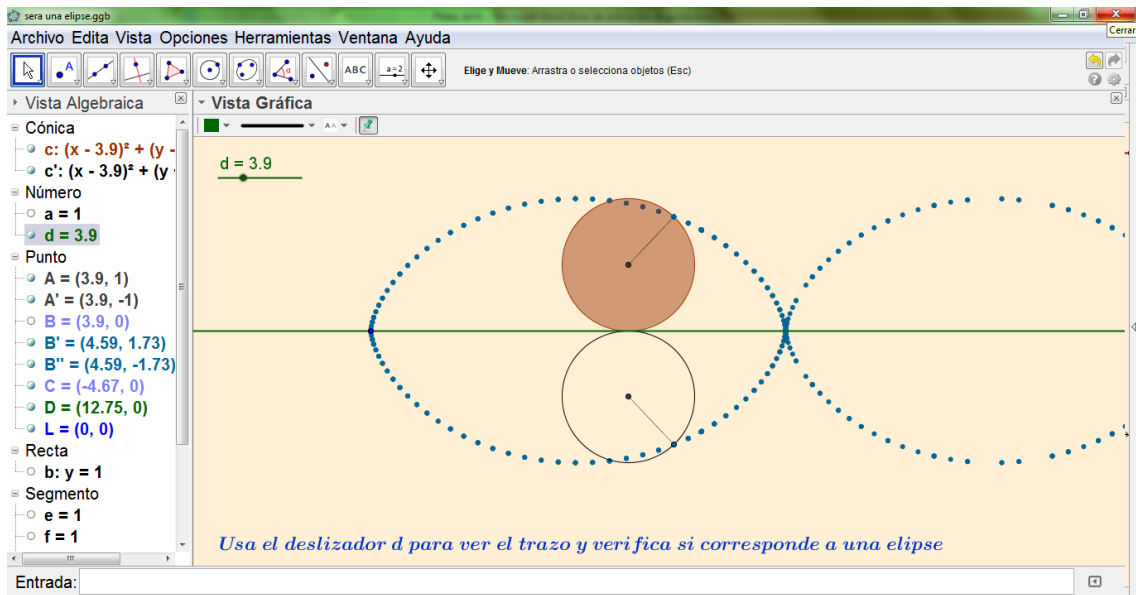 sera una elipse.ggb
Cerrar
Archivo Edita Vista Opciones Herramientas Ventana Ayuda
ABC
a=2
Elige y Mueve: Arrastra o selecciona objetos (Esc)
Vista Algebraica
Vista Gráfica
AA
Cónica
c: (x - 3.9)² + (y -
c': (x - 3.9)² + (y
Número
a = 1
d = 3.9
Punto
A = (3.9, 1)
A' = (3.9, -1)
B = (3.9, 0)
B' = (4.59, 1.73)
B'' = (4.59, -1.73)
C = (-4.67, 0)
D = (12.75, 0)
L = (0, 0)
Recta
b: y = 1
Segmento
e = 1
f = 1
d = 3.9
Usa el deslizador d para ver el trazo y verifica si corresponde a una elipse
Entrada: